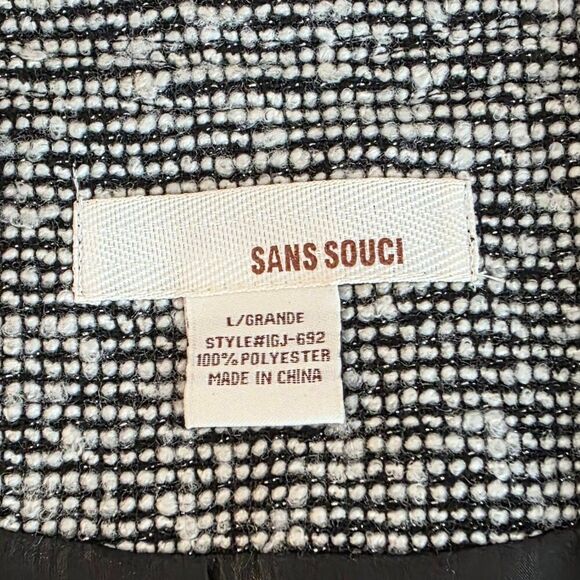 SANS SOUCI
L/GRANDE
STYLE#IGJ-692
100% POLYESTER
MADE IN CHINA